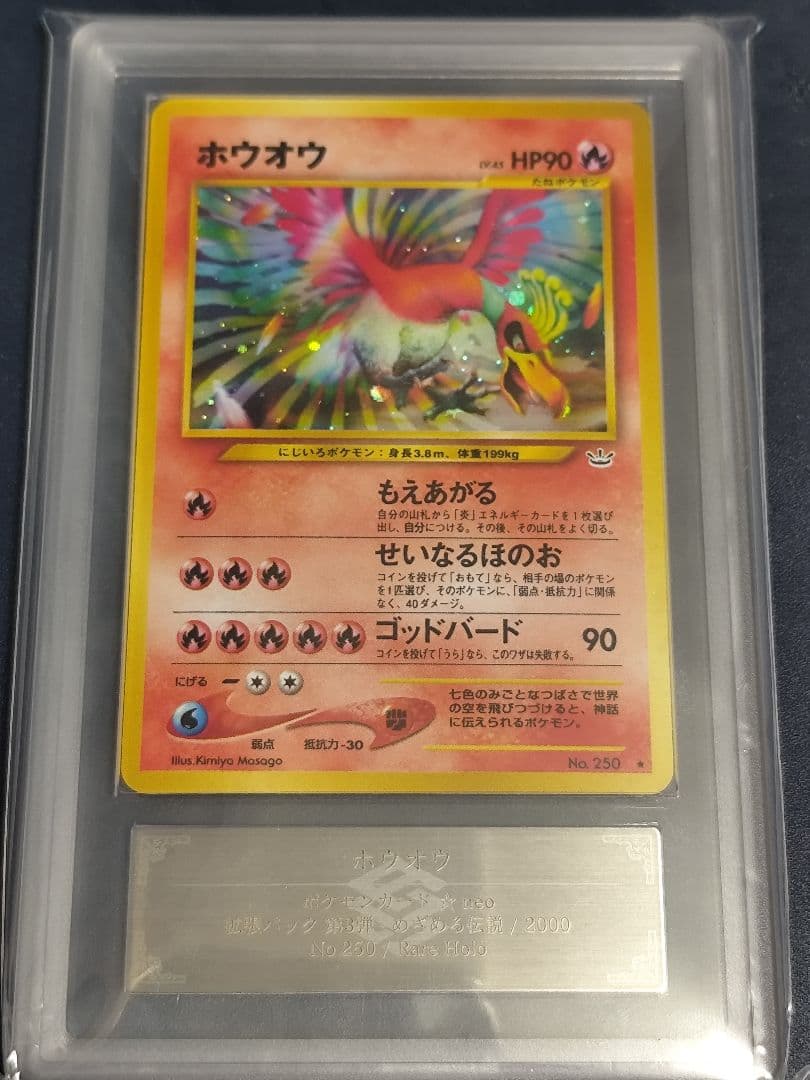 ホウオウ
LV.45 HP90
たねポケモン
にじいろポケモン：身長3.8m、体重199kg
もえあがる
自分の山札から「炎」エネルギーカードを1枚選び
出し、自分につける。その後、その山札をよく切る。
せいなるほのお
コインを投げて「おもて」なら、相手の場のポケモン
を1匹選び、そのポケモンに、「弱点・抵抗力」に関係
なく、40ダメージ。
ゴッドバード 90
コインを投げて「うら」なら、このワザは失敗する。
にげる
七色のみごとなつばさで世界
の空を飛びつづけると、神話
に伝えられるポケモン。
弱点 抵抗力-30
Illus.Kimiya Masago
No. 250 ★
ホウオウ
ポケモンカード ☆ neo
拡張パック 第3弾 めざめる伝説 / 2000
No 250 / Rare Holo